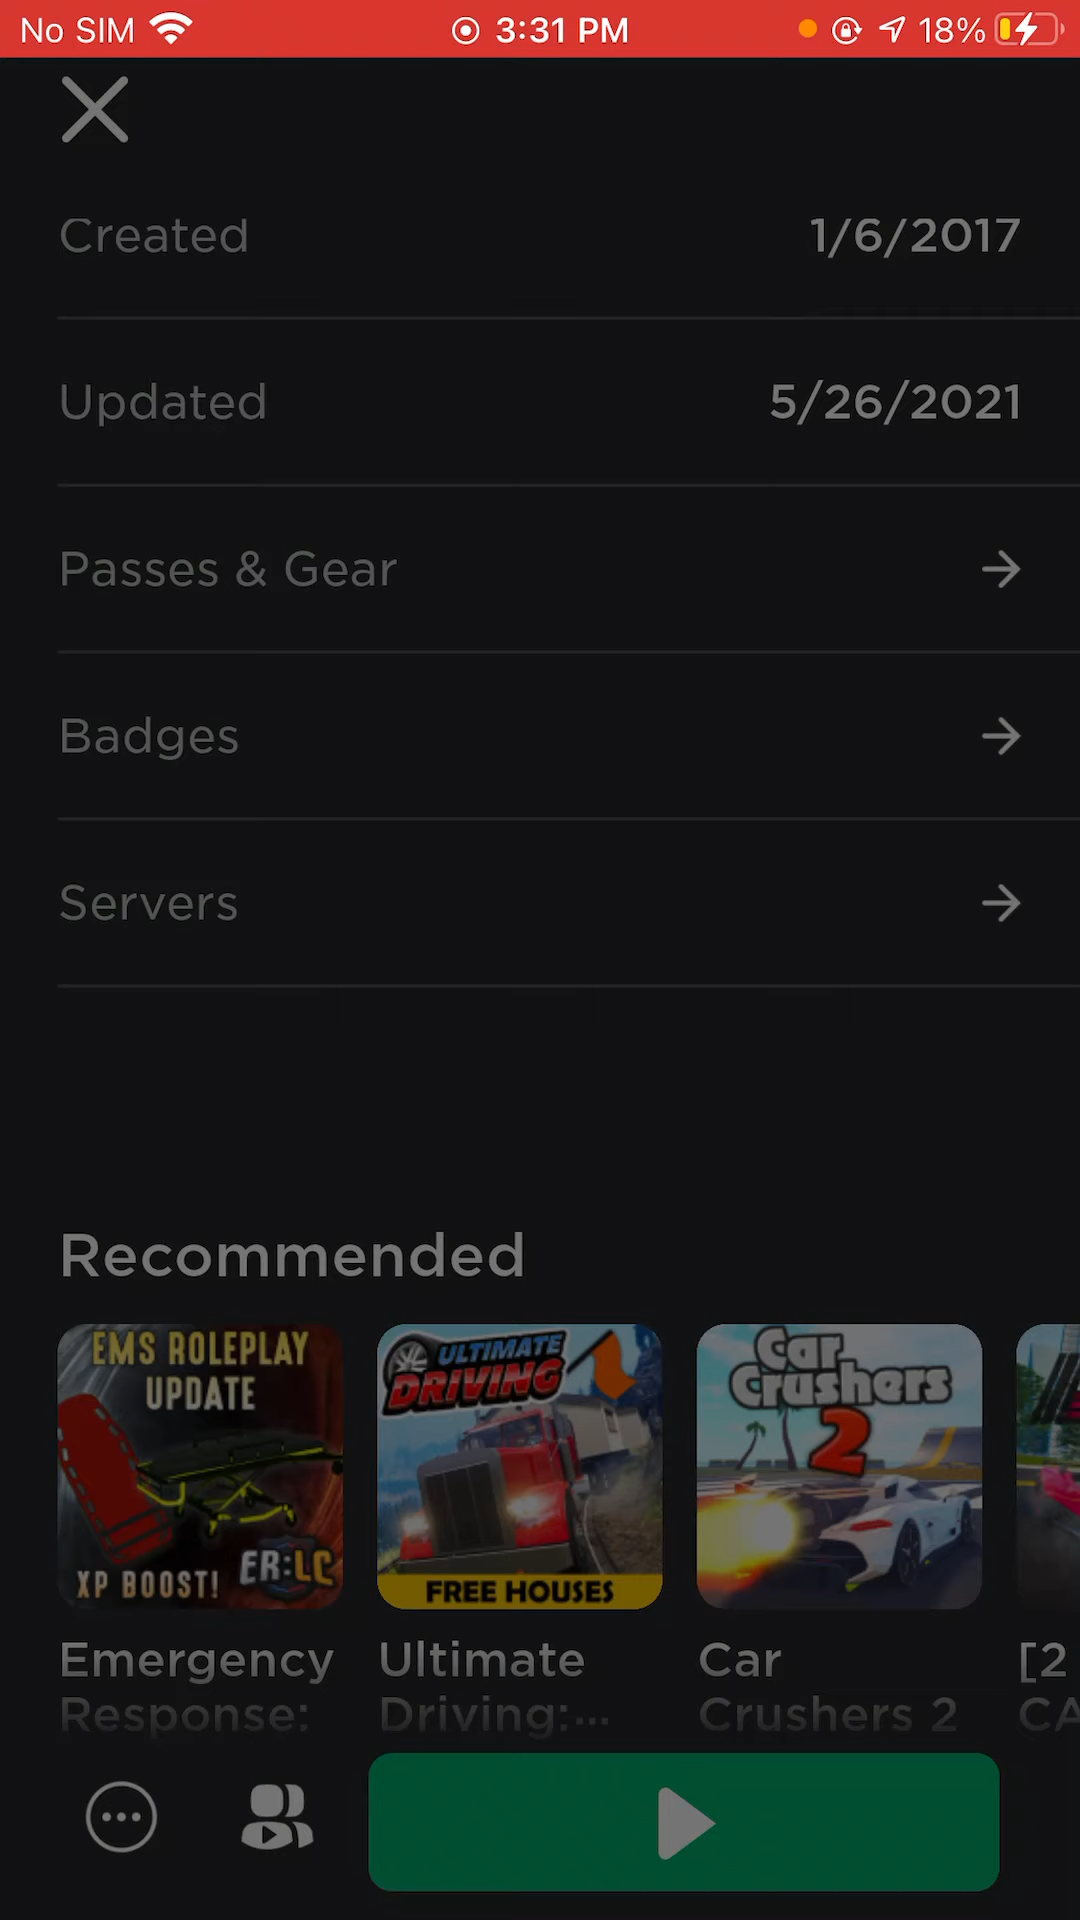 No SIM 3:31 PM 18%
Created 1/6/2017
Updated 5/26/2021
Passes & Gear
Badges
Servers
Recommended
EMS ROLEPLAY
UPDATE
XP BOOST! ER:LC
ULTIMATE
DRIVING
FREE HOUSES
Car
Crushers
2
Emergency
Response:
Ultimate
Driving:...
Car
Crushers 2
[2
CA